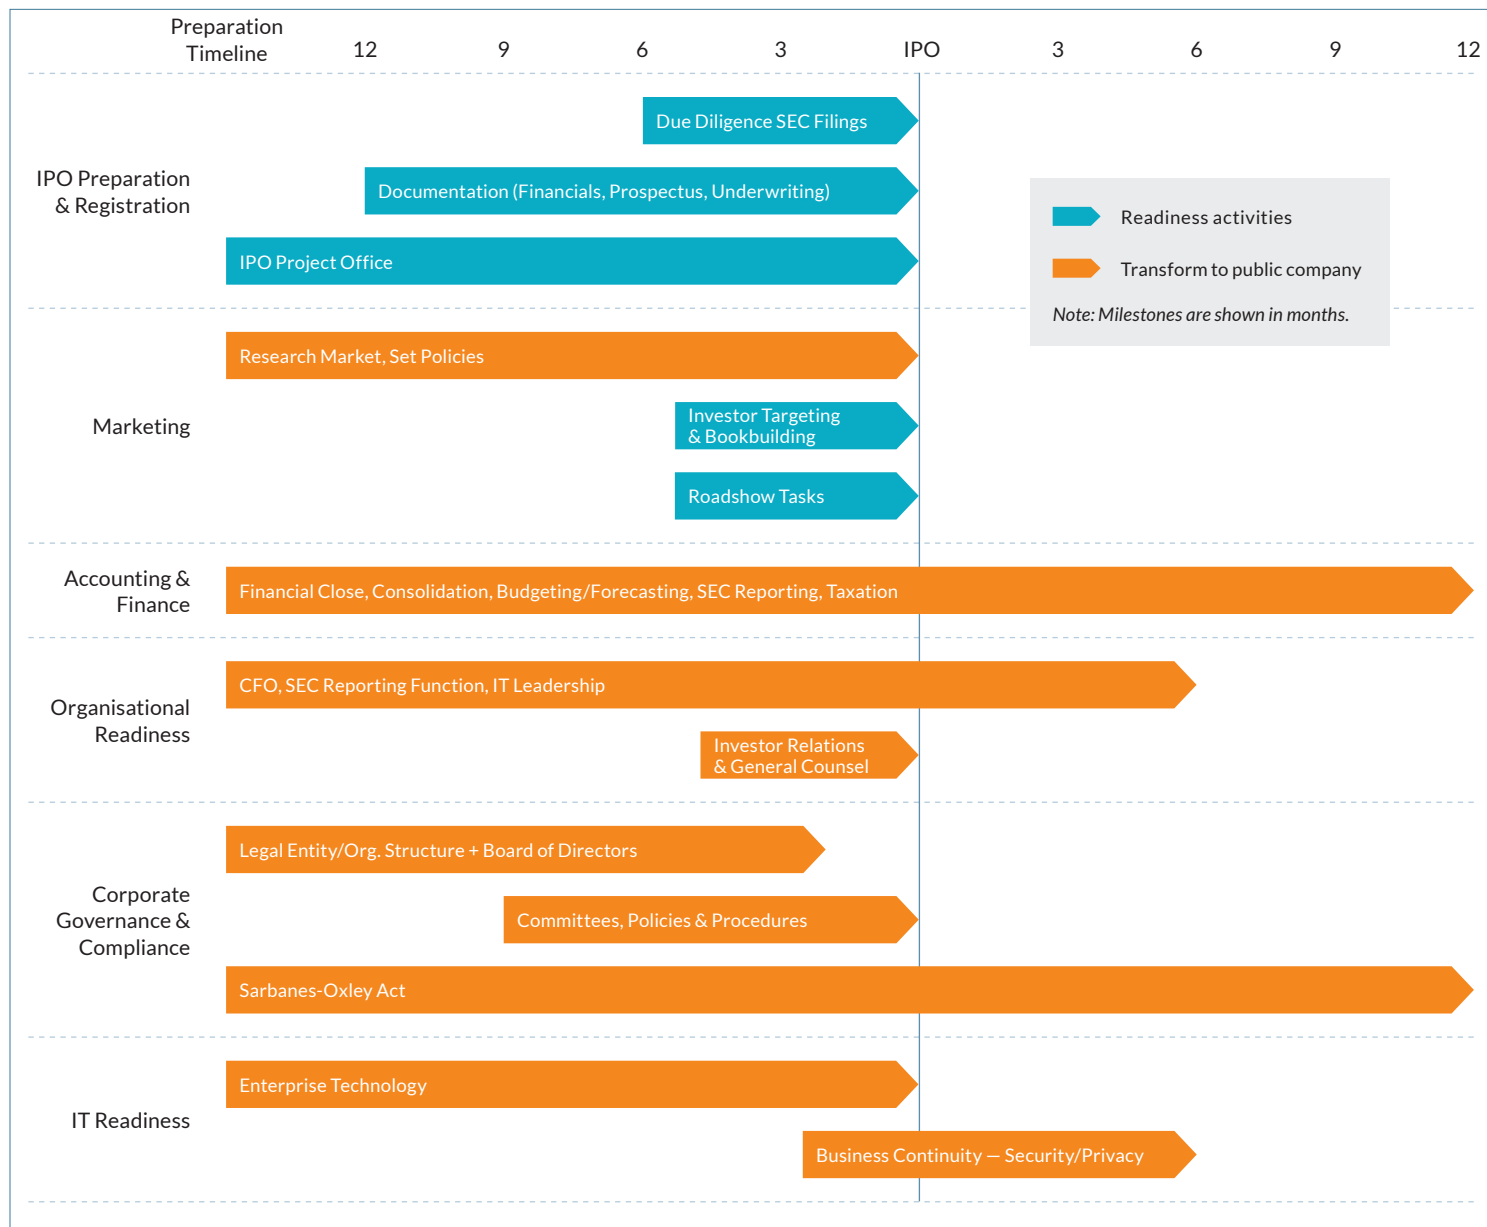 Preparation
Timeline
12
9
6
3
IPO
3
6
9
12
IPO Preparation
& Registration
Due Diligence SEC Filings
Documentation (Financials, Prospectus, Underwriting)
IPO Project Office
Readiness activities
Transform to public company
Note: Milestones are shown in months.
Marketing
Research Market, Set Policies
Investor Targeting
& Bookbuilding
Roadshow Tasks
Accounting &
Finance
Financial Close, Consolidation, Budgeting/Forecasting, SEC Reporting, Taxation
Organisational
Readiness
CFO, SEC Reporting Function, IT Leadership
Investor Relations
& General Counsel
Corporate
Governance &
Compliance
Legal Entity/Org. Structure + Board of Directors
Committees, Policies & Procedures
Sarbanes-Oxley Act
IT Readiness
Enterprise Technology
Business Continuity — Security/Privacy